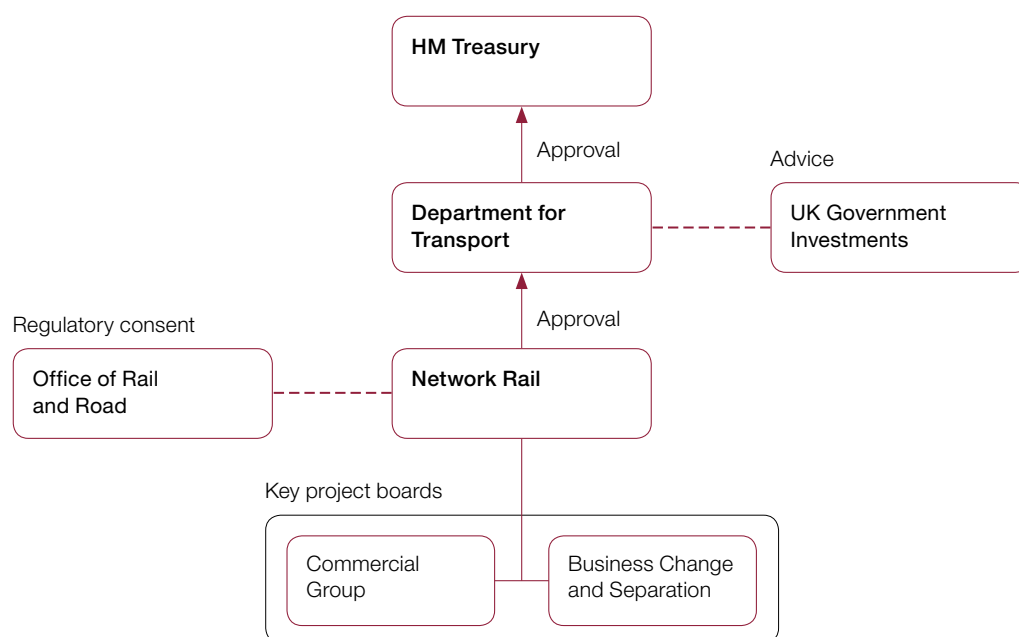 HM Treasury
Approval
Advice
Department for
Transport
UK Government
Investments
Approval
Regulatory consent
Office of Rail
and Road
Network Rail
Key project boards
Commercial
Group
Business Change
and Separation